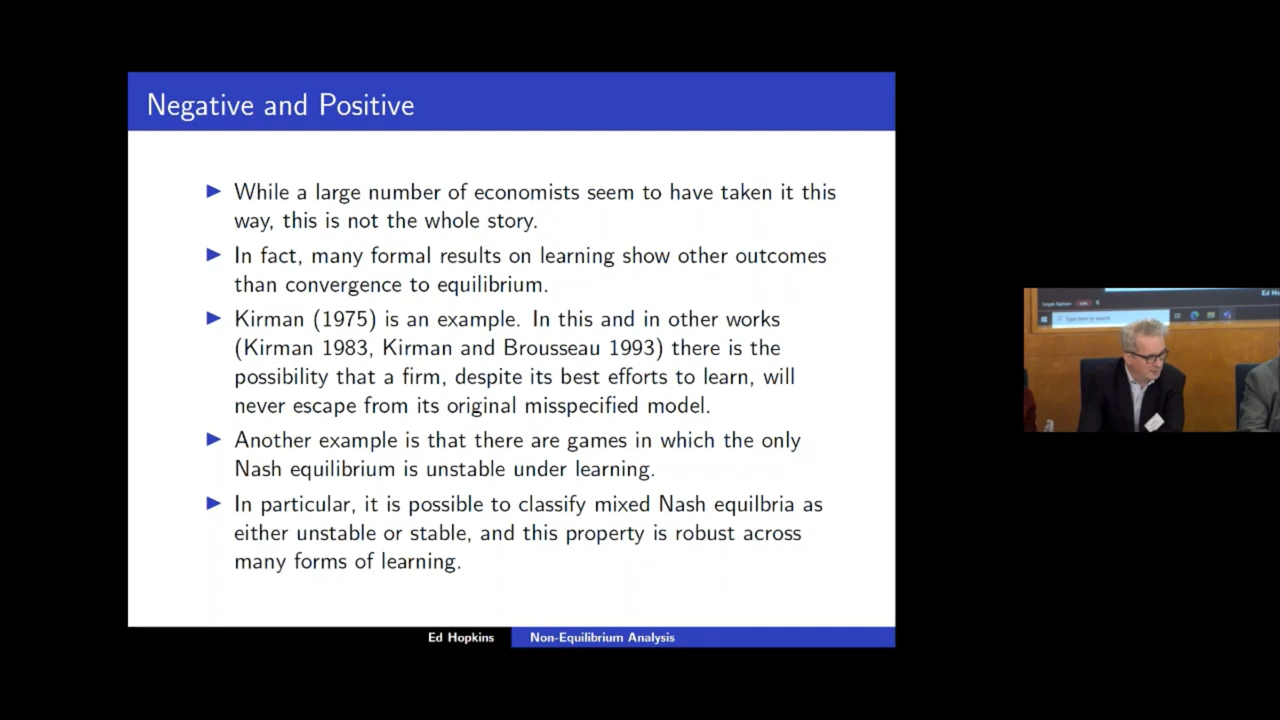 Negative and Positive
While a large number of economists seem to have taken it this
way, this is not the whole story.
In fact, many formal results on learning show other outcomes
than convergence to equilibrium.
Kirman (1975) is an example. In this and in other works
(Kirman 1983, Kirman and Brousseau 1993) there is the
possibility that a firm, despite its best efforts to learn, will
never escape from its original misspecified model.
Another example is that there are games in which the only
Nash equilibrium is unstable under learning.
In particular, it is possible to classify mixed Nash equilbria as
either unstable or stable, and this property is robust across
many forms of learning.
Ed Hopkins
Non-Equilibrium Analysis
Type here to search